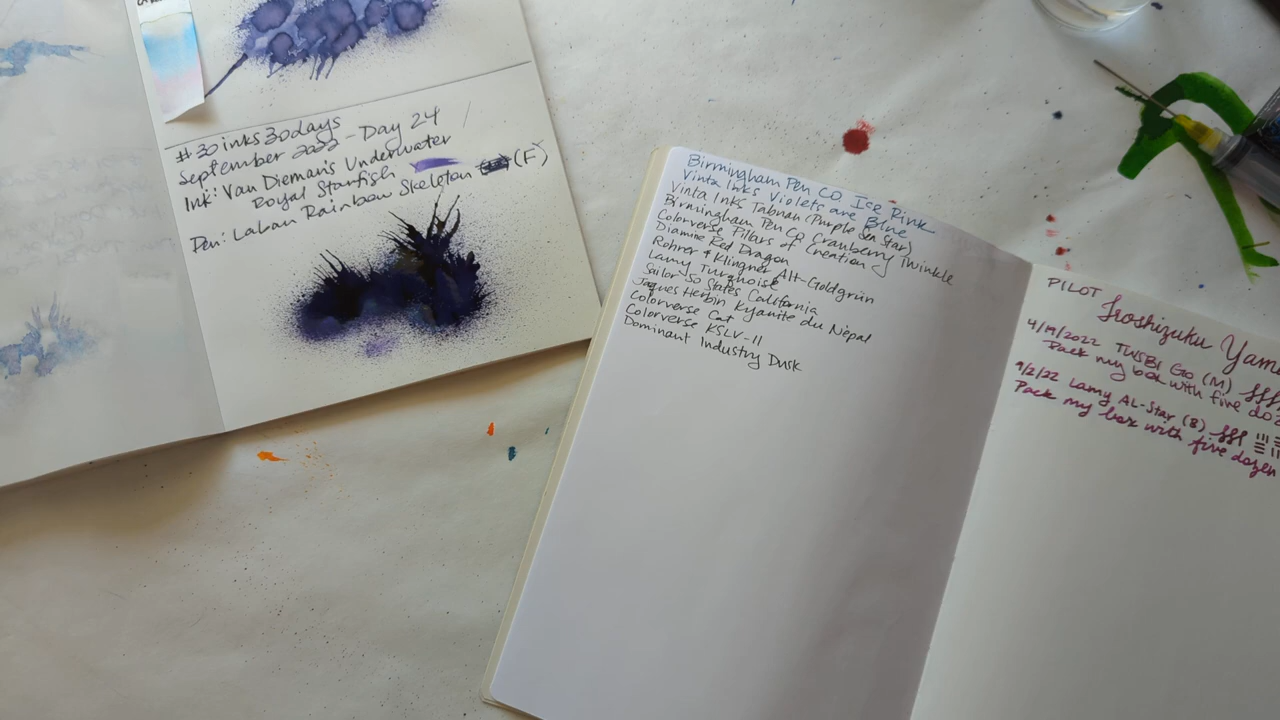 #30inks30days
September 2022 - Day 24
Ink: Van Dieman's Underwater
Royal Starfish
Pen: Laban Rainbow Skeleton (F)
Birmingham Pen Co Ice Pink
Vinta Inks Violets are Blue
Vinta Inks Tabnan (Purple Sea Star)
Birmingham Pen Co Cranberry Twinkle
Colorverse Pillars of Creation
Diamine Red Dragon
Rohrer & Klingner Alt-Goldgrün
Lamy Turquoise
Sailor 50 States California
Jaques Herbin Kyanite du Népal
Colorverse Cat
Colorverse KSLV-II
Dominant Industry Dusk
PILOT Iroshizuku Yam
4/19/2022 TWSBI Go (M)
Pack my box with five doz
9/2/22 Lamy AL-Star (B)
Pack my box with five dozen